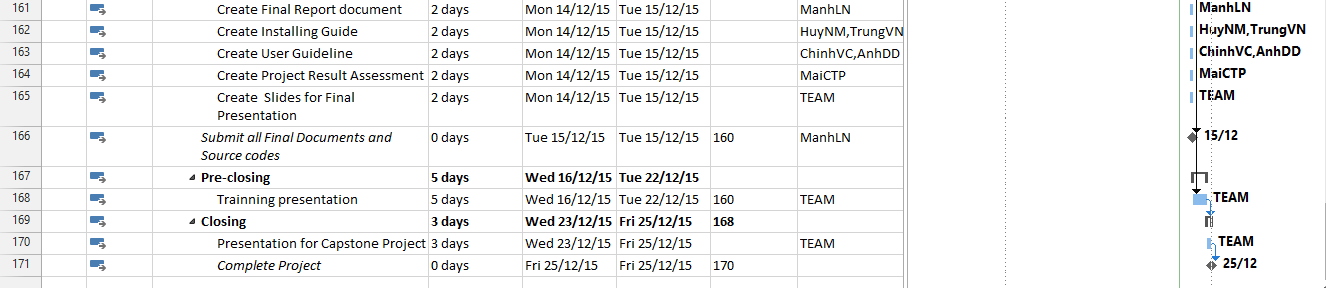 161 Create Final Report document 2 days Mon 14/12/15 Tue 15/12/15 ManhLN ManhLN
162 Create Installing Guide 2 days Mon 14/12/15 Tue 15/12/15 HuyNM,TrungVN HuyNM,TrungVN
163 Create User Guideline 2 days Mon 14/12/15 Tue 15/12/15 ChinhVC,AnhDD ChinhVC,AnhDD
164 Create Project Result Assessment 2 days Mon 14/12/15 Tue 15/12/15 MaiCTP MaiCTP
165 Create Slides for Final 2 days Mon 14/12/15 Tue 15/12/15 TEAM TEAM
Presentation
166 Submit all Final Documents and 0 days Tue 15/12/15 Tue 15/12/15 160 ManhLN 15/12
Source codes
167 Pre-closing 5 days Wed 16/12/15 Tue 22/12/15
168 Trainning presentation 5 days Wed 16/12/15 Tue 22/12/15 160 TEAM TEAM
169 Closing 3 days Wed 23/12/15 Fri 25/12/15 168
170 Presentation for Capstone Project 3 days Wed 23/12/15 Fri 25/12/15 TEAM TEAM
171 Complete Project 0 days Fri 25/12/15 Fri 25/12/15 170 25/12